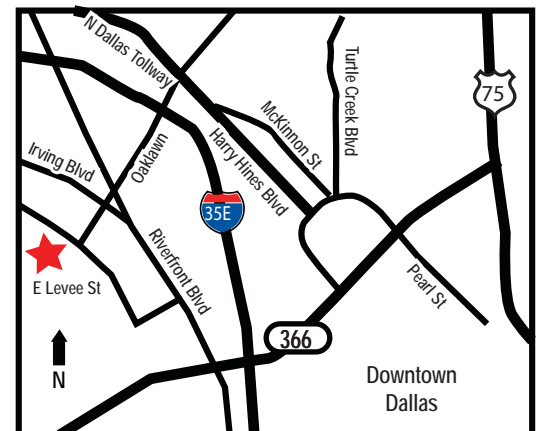 N Dallas Tollway
Turtle Creek Blvd
75
McKinnon St
Oaklawn
Harry Hines Blvd
Irving Blvd
35E
Riverfront Blvd
E Levee St
Pearl St
366
N
Downtown
Dallas